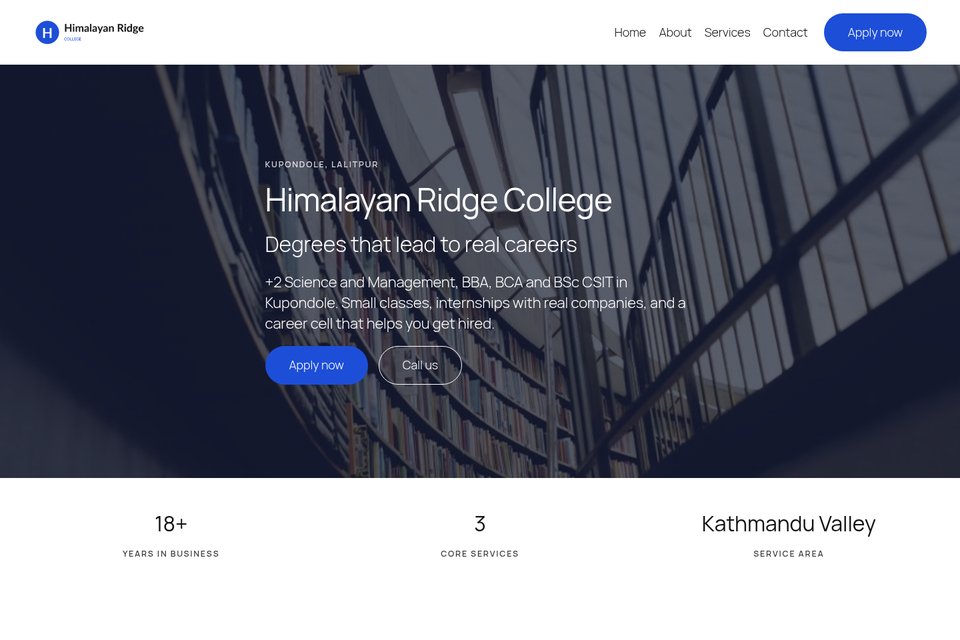 H
Himalayan Ridge
COLLEGE
Home About Services Contact Apply now
KUPONDOLE, LALITPUR
Himalayan Ridge College
Degrees that lead to real careers
+2 Science and Management, BBA, BCA and BSc CSIT in
Kupondole. Small classes, internships with real companies, and a
career cell that helps you get hired.
Apply now Call us
18+ 3 Kathmandu Valley
YEARS IN BUSINESS CORE SERVICES SERVICE AREA